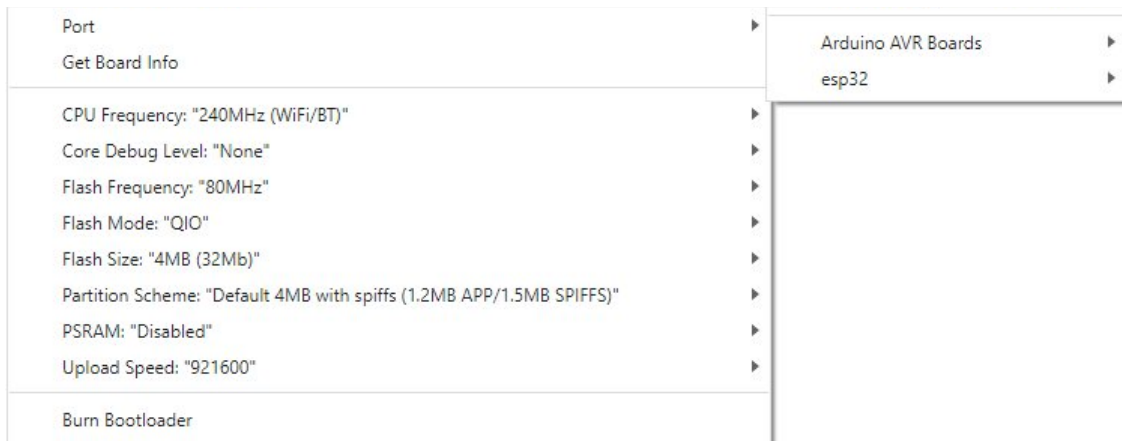 Port
Get Board Info
CPU Frequency: "240MHz (WiFi/BT)"
Core Debug Level: "None"
Flash Frequency: "80MHz"
Flash Mode: "QIO"
Flash Size: "4MB (32Mb)"
Partition Scheme: "Default 4MB with spiffs (1.2MB APP/1.5MB SPIFFS)"
PSRAM: "Disabled"
Upload Speed: "921600"
Burn Bootloader
Arduino AVR Boards
esp32